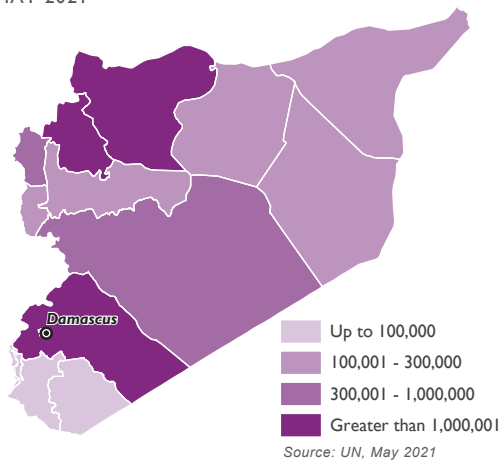 2021
Damascus
Up to 100,000
100,001 - 300,000
300,001 - 1,000,000
Greater than 1,000,001
Source: UN, May 2021